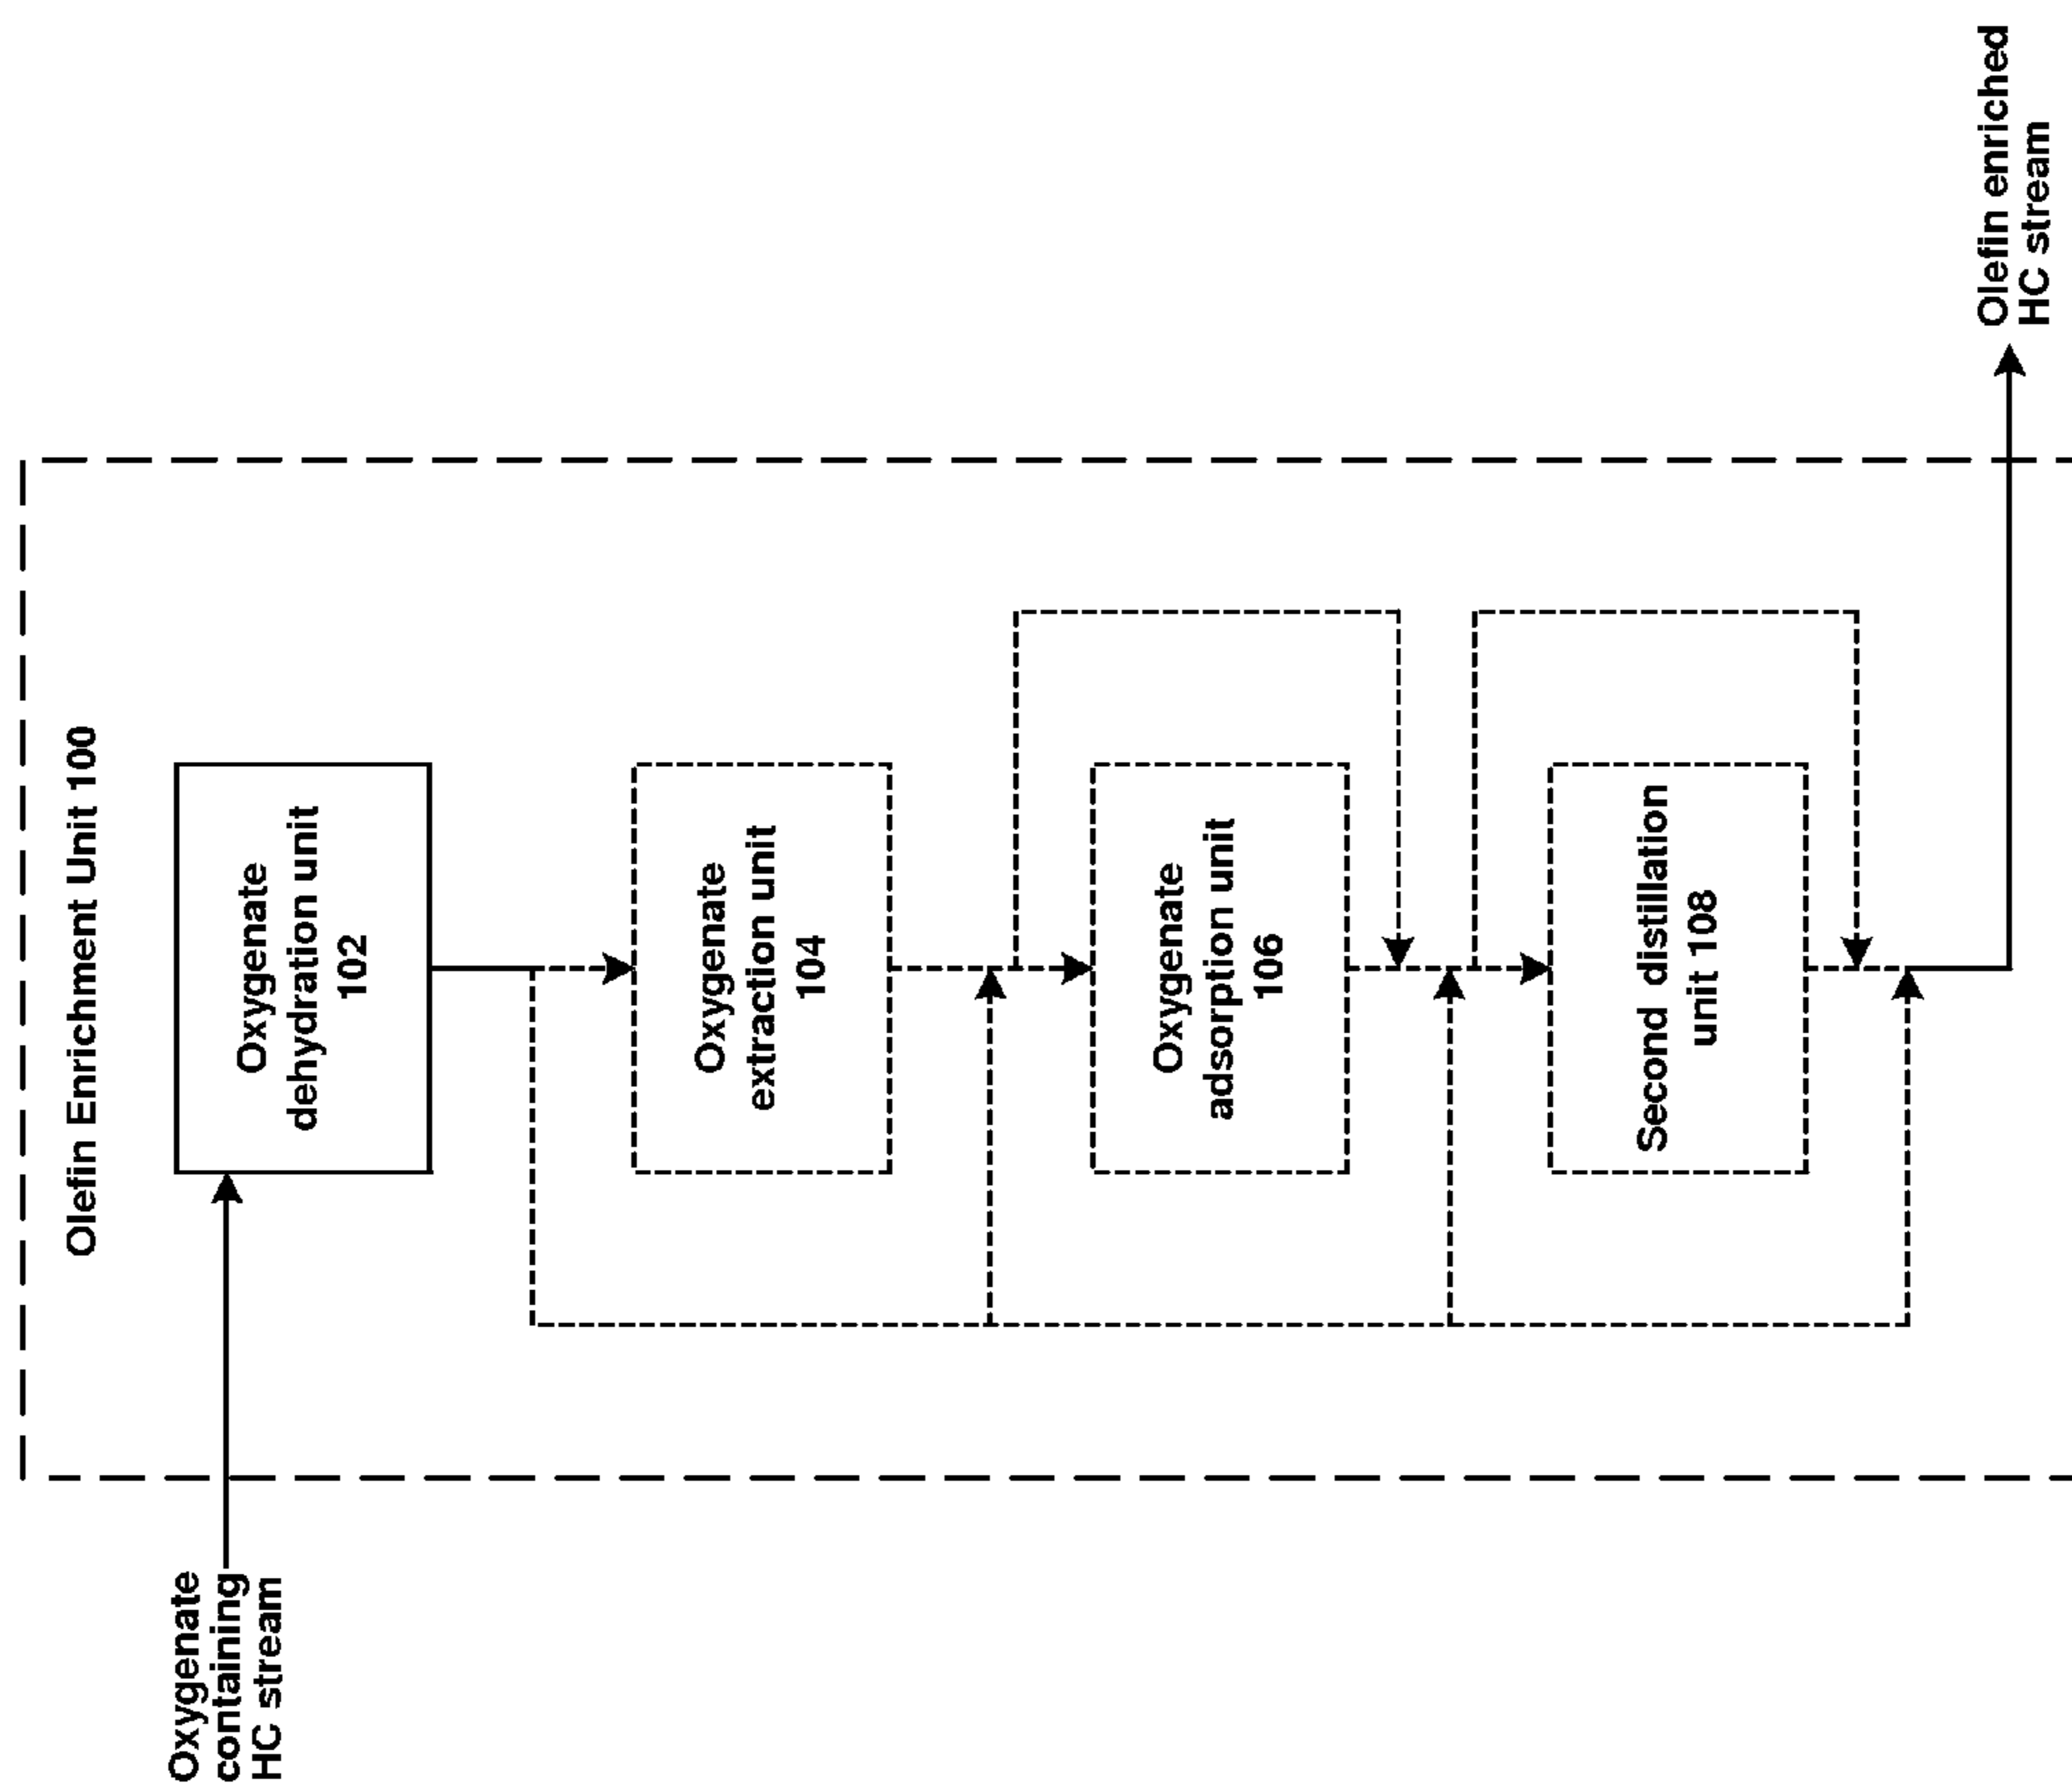 Olefin Enrichment Unit 100
Oxygenate
containing
HC stream
Oxygenate
dehydration unit
102
Oxygenate
extraction unit
104
Oxygenate
adsorption unit
106
Second distillation
unit 108
Olefin enriched
HC stream